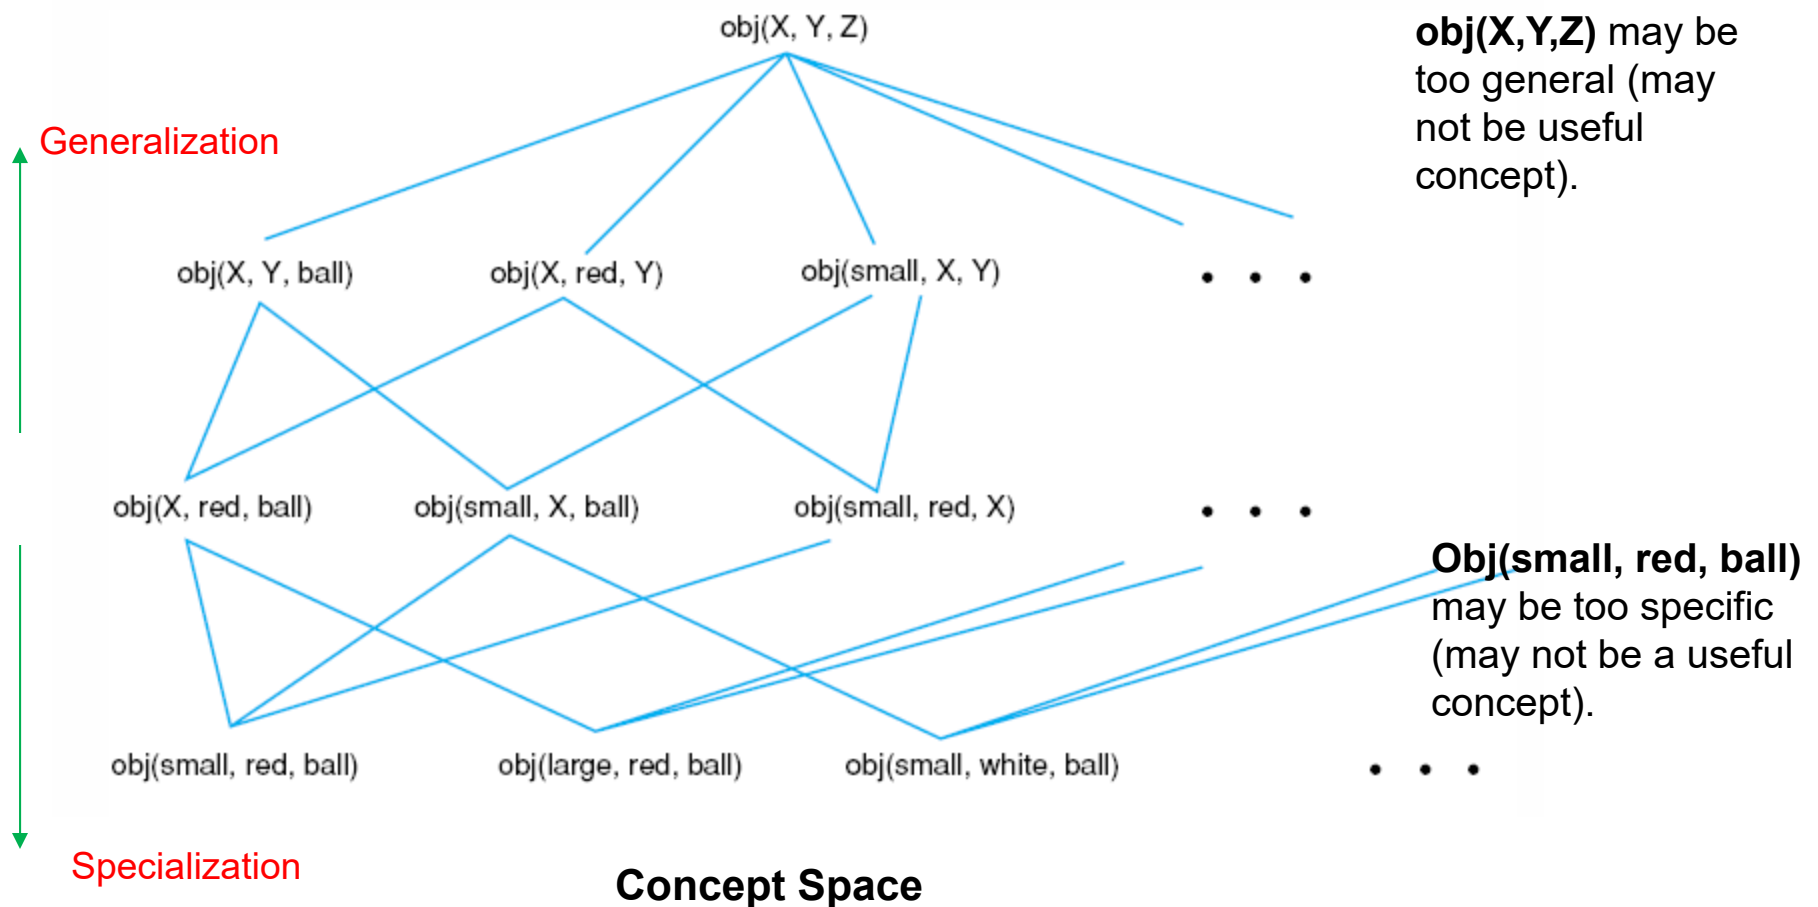 obj(X, Y, Z)
obj(X,Y,Z) may be
too general (may
not be useful
concept).
Generalization
obj(X, Y, ball)
obj(X, red, Y)
obj(small, X, Y)
• • •
obj(X, red, ball)
obj(small, X, ball)
obj(small, red, X)
• • •
Obj(small, red, ball)
may be too specific
(may not be a useful
concept).
obj(small, red, ball)
obj(large, red, ball)
obj(small, white, ball)
• • •
Specialization
Concept Space